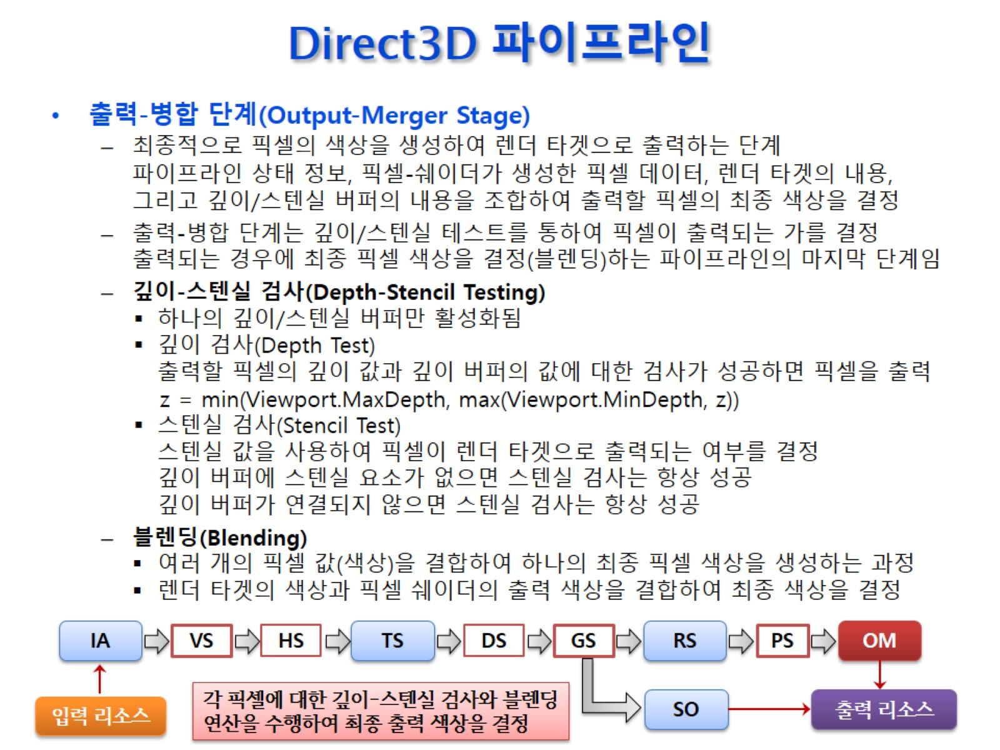 Direct3D 파이프라인
• 출력-병합 단계(Output-Merger Stage)
– 최종적으로 픽셀의 색상을 생성하여 렌더 타겟으로 출력하는 단계
파이프라인 상태 정보, 픽셀-쉐이더가 생성한 픽셀 데이터, 렌더 타겟의 내용,
그리고 깊이/스텐실 버퍼의 내용을 조합하여 출력할 픽셀의 최종 색상을 결정
– 출력-병합 단계는 깊이/스텐실 테스트를 통하여 픽셀이 출력되는 가를 결정
출력되는 경우에 최종 픽셀 색상을 결정(블렌딩)하는 파이프라인의 마지막 단계임
– 깊이-스텐실 검사(Depth-Stencil Testing)
▪ 하나의 깊이/스텐실 버퍼만 활성화됨
▪ 깊이 검사(Depth Test)
출력할 픽셀의 깊이 값과 깊이 버퍼의 값에 대한 검사가 성공하면 픽셀을 출력
z = min(Viewport.MaxDepth, max(Viewport.MinDepth, z))
▪ 스텐실 검사(Stencil Test)
스텐실 값을 사용하여 픽셀이 렌더 타겟으로 출력되는 여부를 결정
깊이 버퍼에 스텐실 요소가 없으면 스텐실 검사는 항상 성공
깊이 버퍼가 연결되지 않으면 스텐실 검사는 항상 성공
– 블렌딩(Blending)
▪ 여러 개의 픽셀 값(색상)을 결합하여 하나의 최종 픽셀 색상을 생성하는 과정
▪ 렌더 타겟의 색상과 픽셀 쉐이더의 출력 색상을 결합하여 최종 색상을 결정
IA VS HS TS DS GS RS PS OM
입력 리소스
각 픽셀에 대한 깊이-스텐실 검사와 블렌딩
연산을 수행하여 최종 출력 색상을 결정
SO
출력 리소스